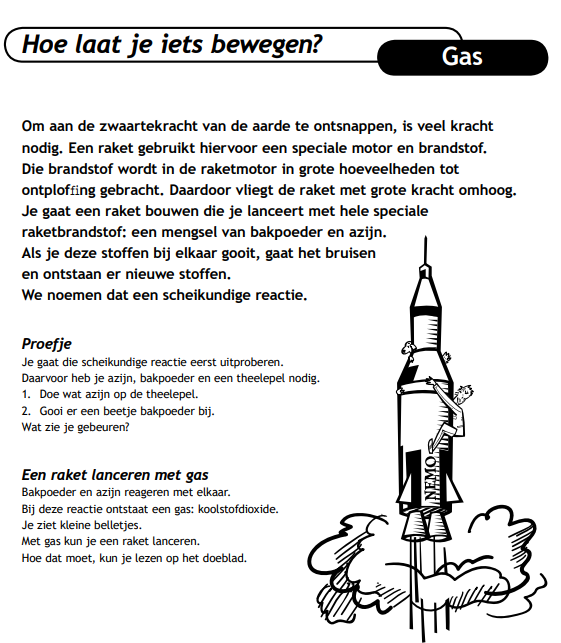 Hoe laat je iets bewegen?
Gas
Om aan de zwaartekracht van de aarde te ontsnappen, is veel kracht
nodig. Een raket gebruikt hiervoor een speciale motor en brandstof.
Die brandstof wordt in de raketmotor in grote hoeveelheden tot
ontploffing gebracht. Daardoor vliegt de raket met grote kracht omhoog.
Je gaat een raket bouwen die je lanceert met hele speciale
raketbrandstof: een mengsel van bakpoeder en azijn.
Als je deze stoffen bij elkaar gooit, gaat het bruisen
en ontstaan er nieuwe stoffen.
We noemen dat een scheikundige reactie.
Proefje
Je gaat die scheikundige reactie eerst uitproberen.
Daarvoor heb je azijn, bakpoeder en een theelepel nodig.
1. Doe wat azijn op de theelepel.
2. Gooi er een beetje bakpoeder bij.
Wat zie je gebeuren?
Een raket lanceren met gas
Bakpoeder en azijn reageren met elkaar.
Bij deze reactie ontstaat een gas: koolstofdioxide.
Je ziet kleine belletjes.
Met gas kun je een raket lanceren.
Hoe dat moet, kun je lezen op het doeblad.
NEMO